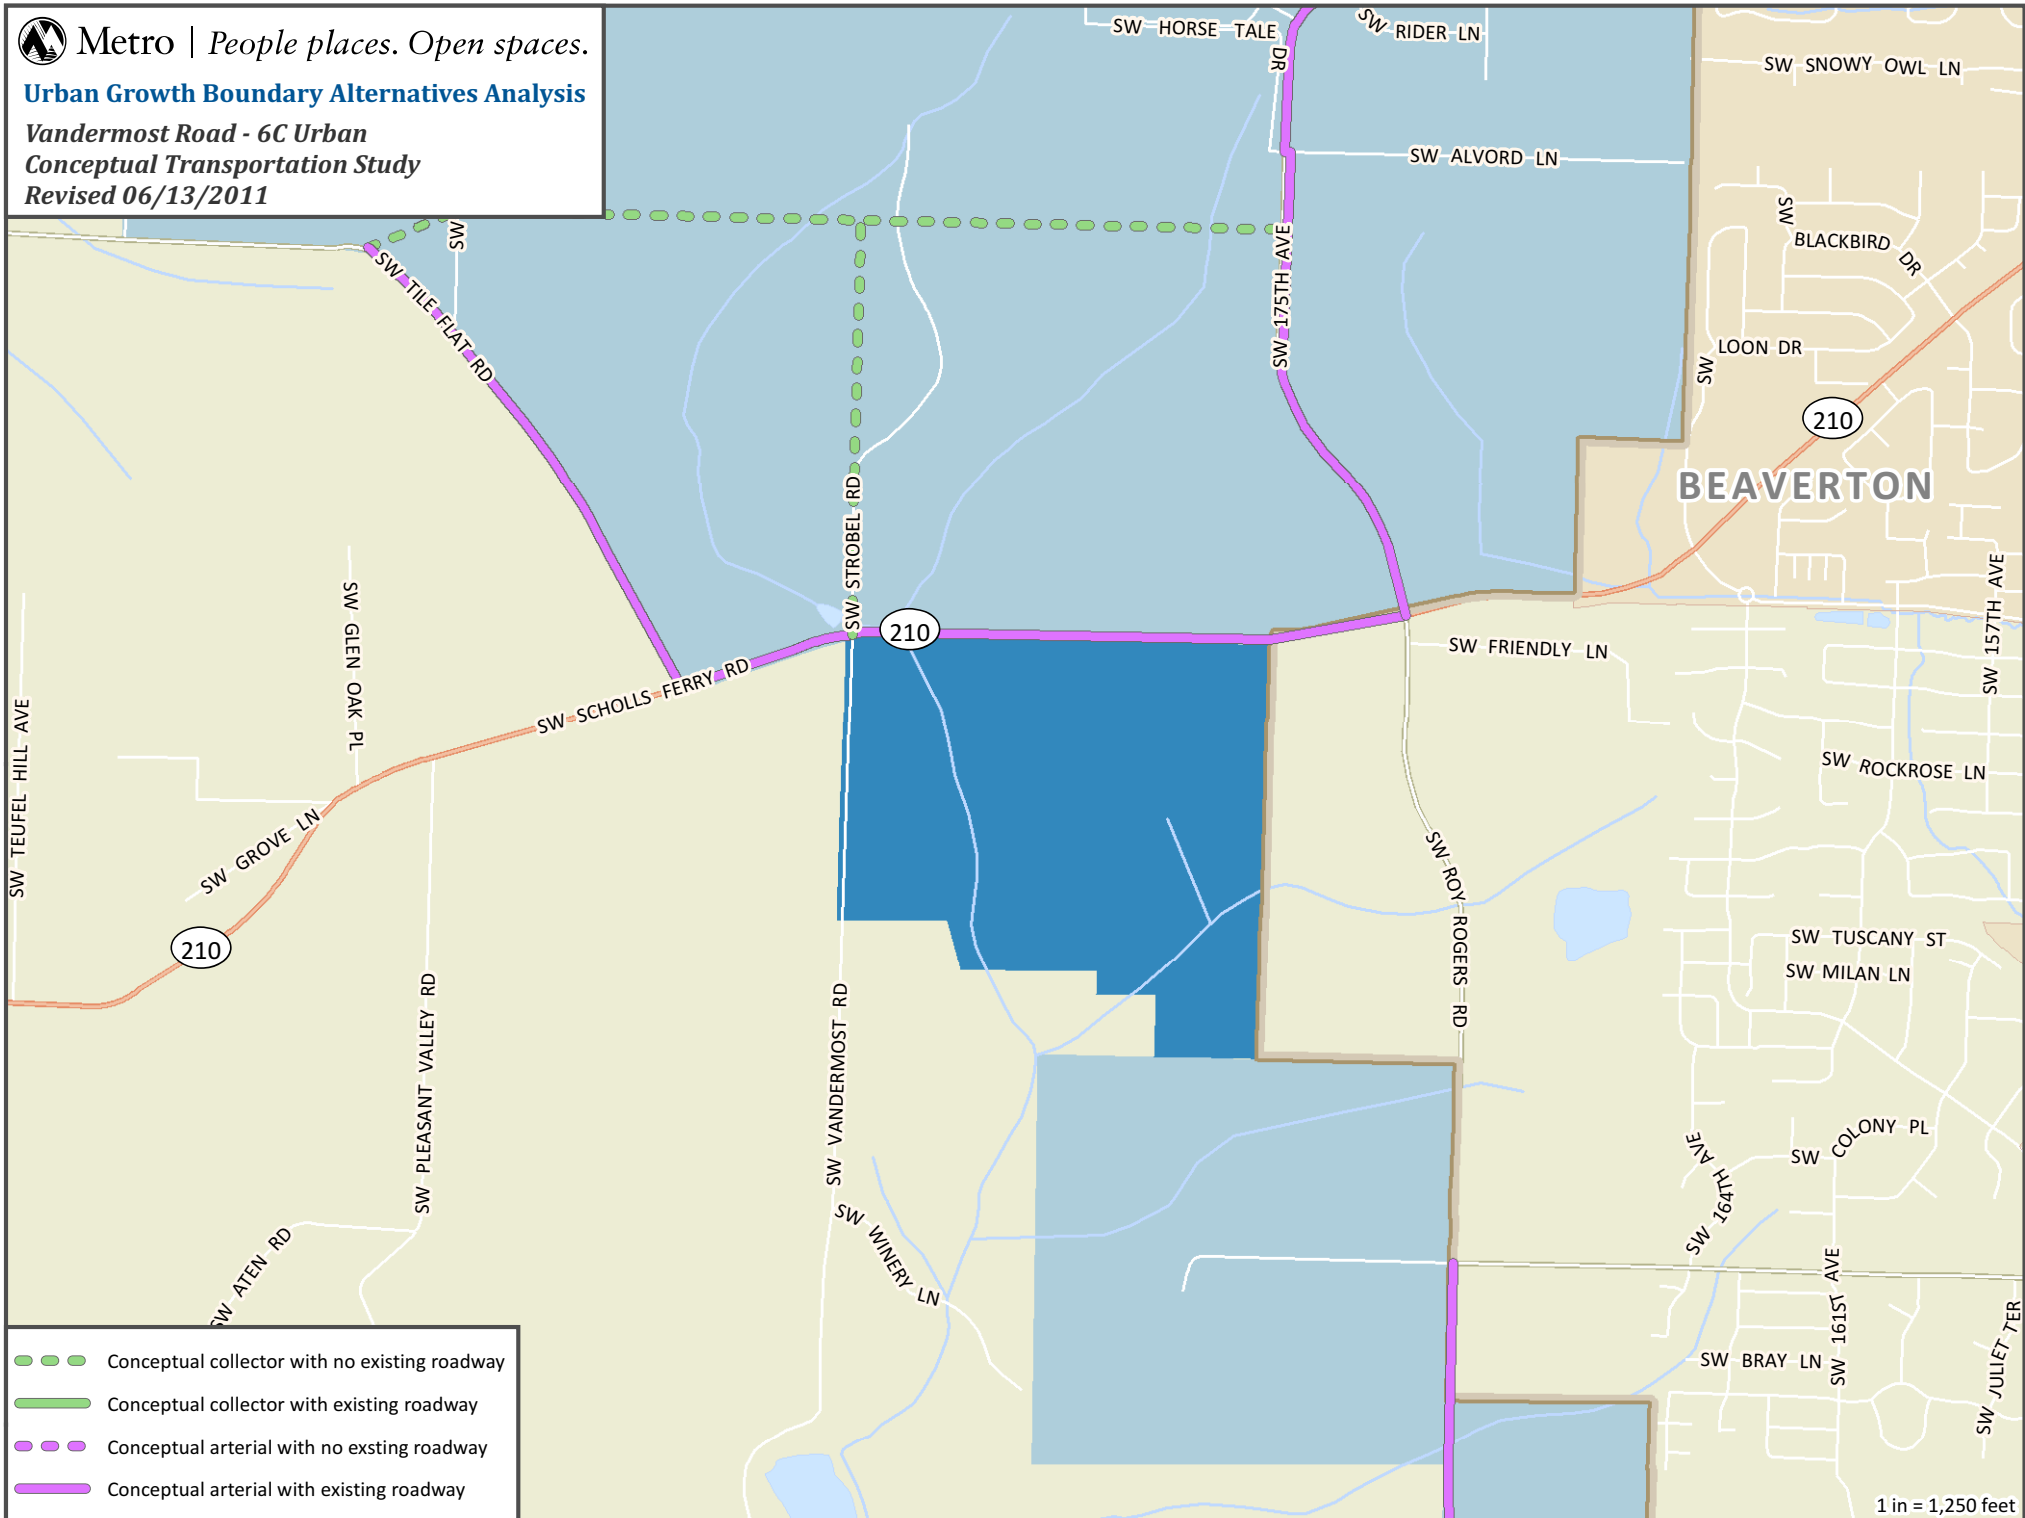 Metro | People places. Open spaces.
Urban Growth Boundary Alternatives Analysis
Vandermost Road - 6C Urban
Conceptual Transportation Study
Revised 06/13/2011
SW HORSE TALE DR
SW RIDER LN
SW SNOWY OWL LN
SW ALVORD LN
SW BLACKBIRD DR
SW
SW TILE FLAT RD
SW 175TH AVE
SW LOON DR
210
BEAVERTON
SW STROBEL RD
210
SW GLEN OAK PL
SW 157TH AVE
SW FRIENDLY LN
SW SCHOLLS FERRY RD
SW TEUFEL HILL AVE
SW ROCKROSE LN
SW GROVE LN
SW ROY ROGERS RD
210
SW TUSCANY ST
SW MILAN LN
SW PLEASANT VALLEY RD
SW VANDERMOST RD
SW COLONY PL
SW 164TH AVE
SW WINERY LN
SW ATEN RD
SW 161ST AVE
SW BRAY LN
SW JULIET TER
Conceptual collector with no existing roadway
Conceptual collector with existing roadway
Conceptual arterial with no exsting roadway
Conceptual arterial with existing roadway
1 in = 1,250 feet